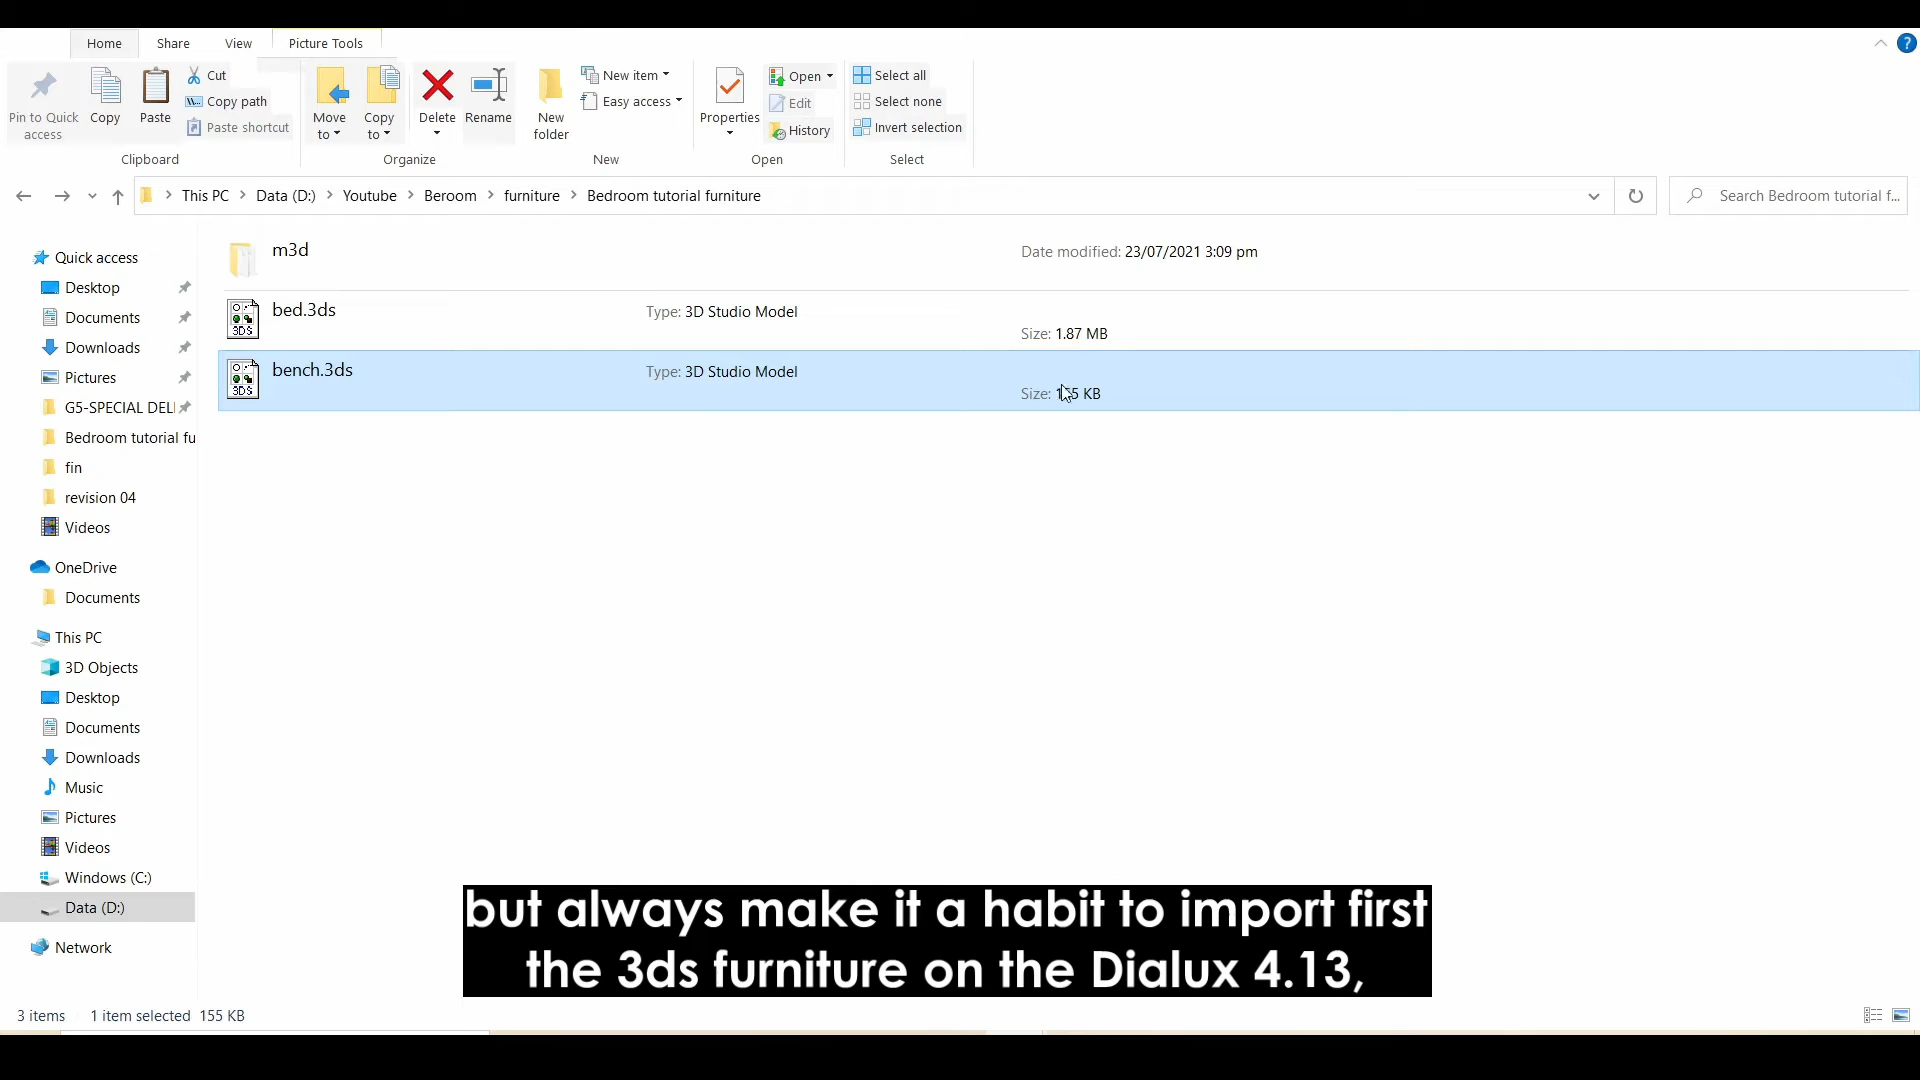 Home Share View Picture Tools
Pin to Quick access
Copy
Paste
Cut
Copy path
Paste shortcut
Clipboard
Move to
Copy to
Delete
Rename
Organize
New folder
New item
Easy access
New
Properties
Open
Edit
History
Open
Select all
Select none
Invert selection
Select
This PC > Data (D:) > Youtube > Beroom > furniture > Bedroom tutorial furniture
Search Bedroom tutorial f...
Quick access
Desktop
Documents
Downloads
Pictures
G5-SPECIAL DEL
Bedroom tutorial fu
fin
revision 04
Videos
OneDrive
Documents
This PC
3D Objects
Desktop
Documents
Downloads
Music
Pictures
Videos
Windows (C:)
Data (D:)
Network
m3d Date modified: 23/07/2021 3:09 pm
bed.3ds Type: 3D Studio Model
Size: 1.87 MB
3DS
bench.3ds Type: 3D Studio Model
Size: 155 KB
3DS
but always make it a habit to import first
the 3ds furniture on the Dialux 4.13,
3 items 1 item selected 155 KB